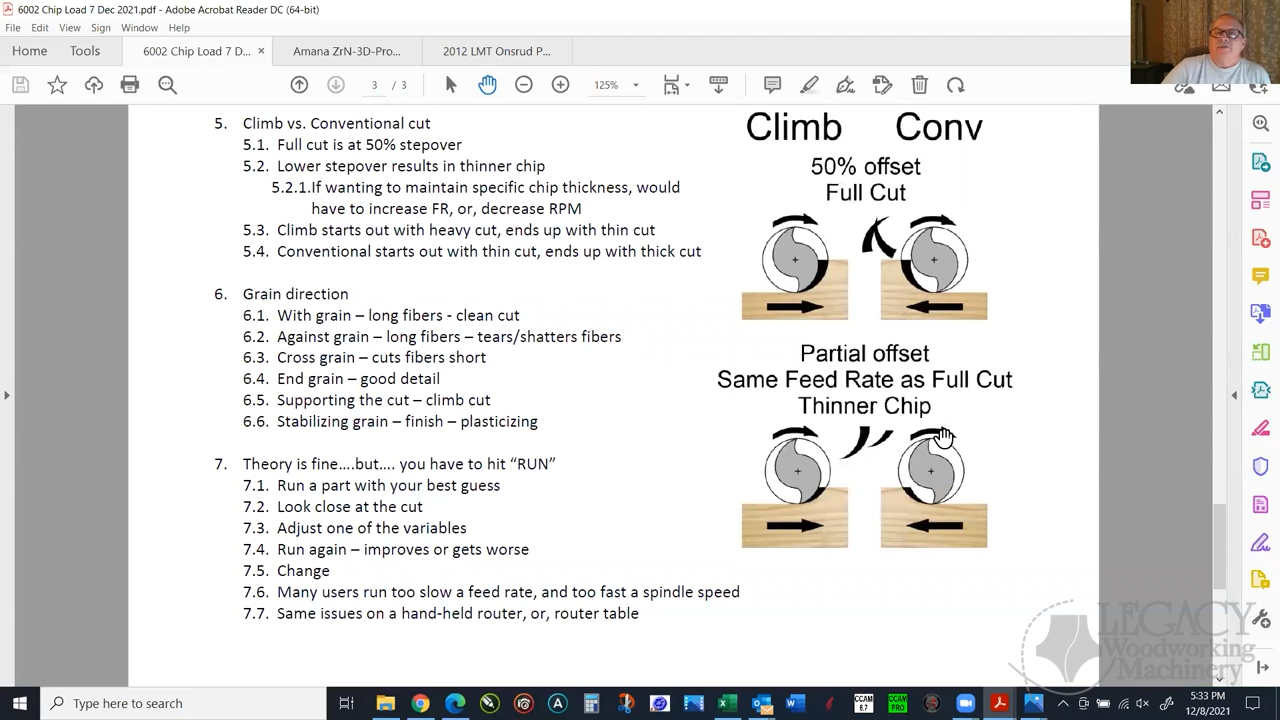 6002 Chip Load 7 Dec 2021.pdf - Adobe Acrobat Reader DC (64-bit)
File Edit View Sign Window Help
Home Tools 6002 Chip Load 7 D... × Amana ZrN-3D-Pro... 2012 LMT Onsrud P...
3 / 3 125%
5. Climb vs. Conventional cut
5.1. Full cut is at 50% stepover
5.2. Lower stepover results in thinner chip
5.2.1.If wanting to maintain specific chip thickness, would
have to increase FR, or, decrease RPM
5.3. Climb starts out with heavy cut, ends up with thin cut
5.4. Conventional starts out with thin cut, ends up with thick cut
6. Grain direction
6.1. With grain – long fibers - clean cut
6.2. Against grain – long fibers – tears/shatters fibers
6.3. Cross grain – cuts fibers short
6.4. End grain – good detail
6.5. Supporting the cut – climb cut
6.6. Stabilizing grain – finish – plasticizing
7. Theory is fine....but.... you have to hit “RUN”
7.1. Run a part with your best guess
7.2. Look close at the cut
7.3. Adjust one of the variables
7.4. Run again – improves or gets worse
7.5. Change
7.6. Many users run too slow a feed rate, and too fast a spindle speed
7.7. Same issues on a hand-held router, or, router table
Climb Conv
50% offset
Full Cut
Partial offset
Same Feed Rate as Full Cut
Thinner Chip
LEGACY
Woodworking
Machinery
Type here to search
CCAM
6.7
CCAM
PRO
5:33 PM
12/8/2021